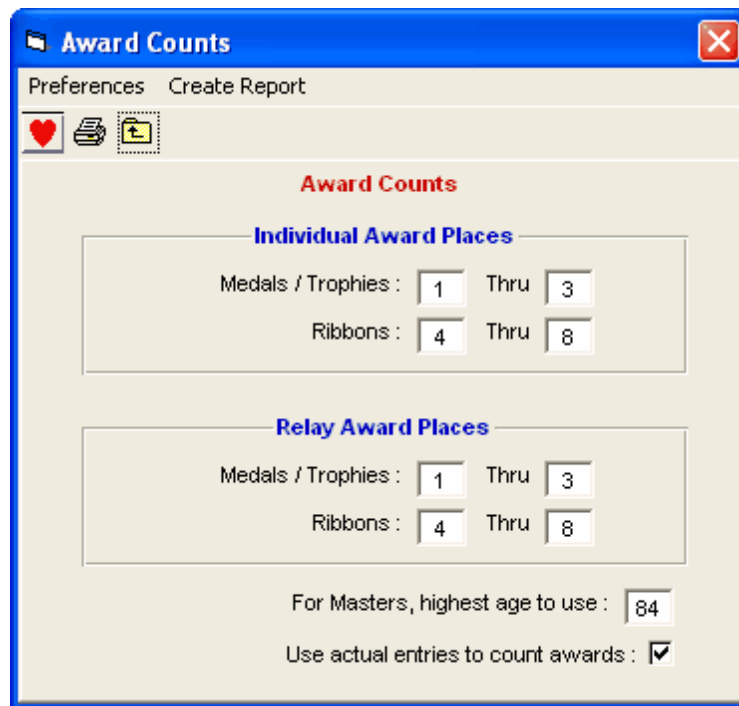 Award Counts
Preferences Create Report
Award Counts
Individual Award Places
Medals / Trophies : 1 Thru 3
Ribbons : 4 Thru 8
Relay Award Places
Medals / Trophies : 1 Thru 3
Ribbons : 4 Thru 8
For Masters, highest age to use : 84
Use actual entries to count awards :